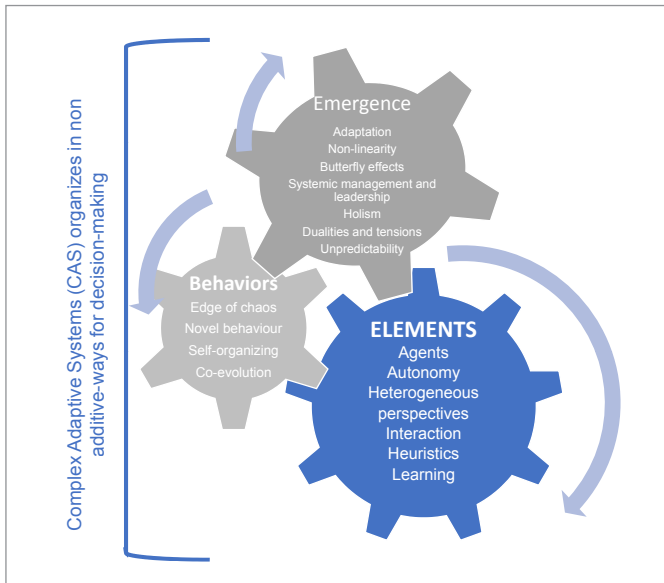 Complex Adaptive Systems (CAS) organizes in non
additive-ways for decision-making
Emergence
Adaptation
Non-linearity
Butterfly effects
Systemic management and
leadership
Holism
Dualities and tensions
Unpredictability
Behaviors
Edge of chaos
Novel behaviour
Self-organizing
Co-evolution
ELEMENTS
Agents
Autonomy
Heterogeneous
perspectives
Interaction
Heuristics
Learning